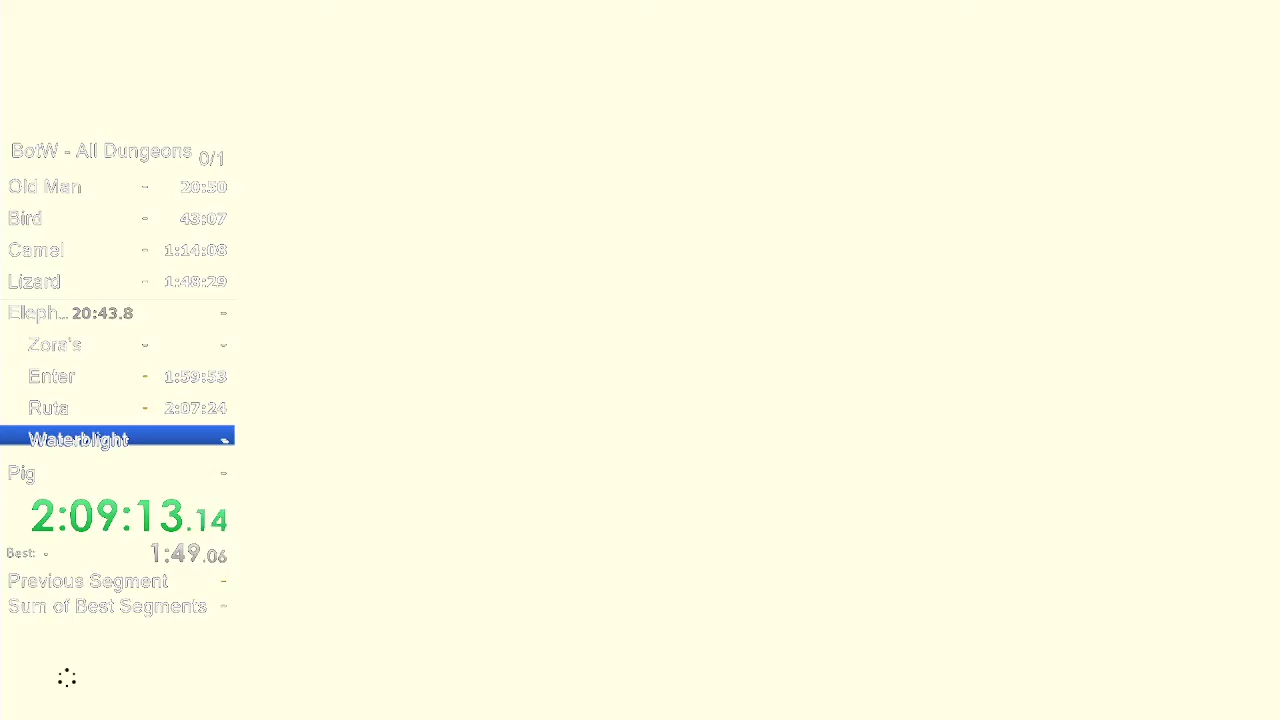 BotW - All Dungeons 0/1
Old Man - 20:50
Bird - 43:07
Camel - 1:14:08
Lizard - 1:48:29
Eleph... 20:43.8 -
Zora's - -
Enter - 1:59:53
Ruta - 2:07:24
Waterblight -
Pig -
2:09:13.14
Best: - 1:49.06
Previous Segment -
Sum of Best Segments -